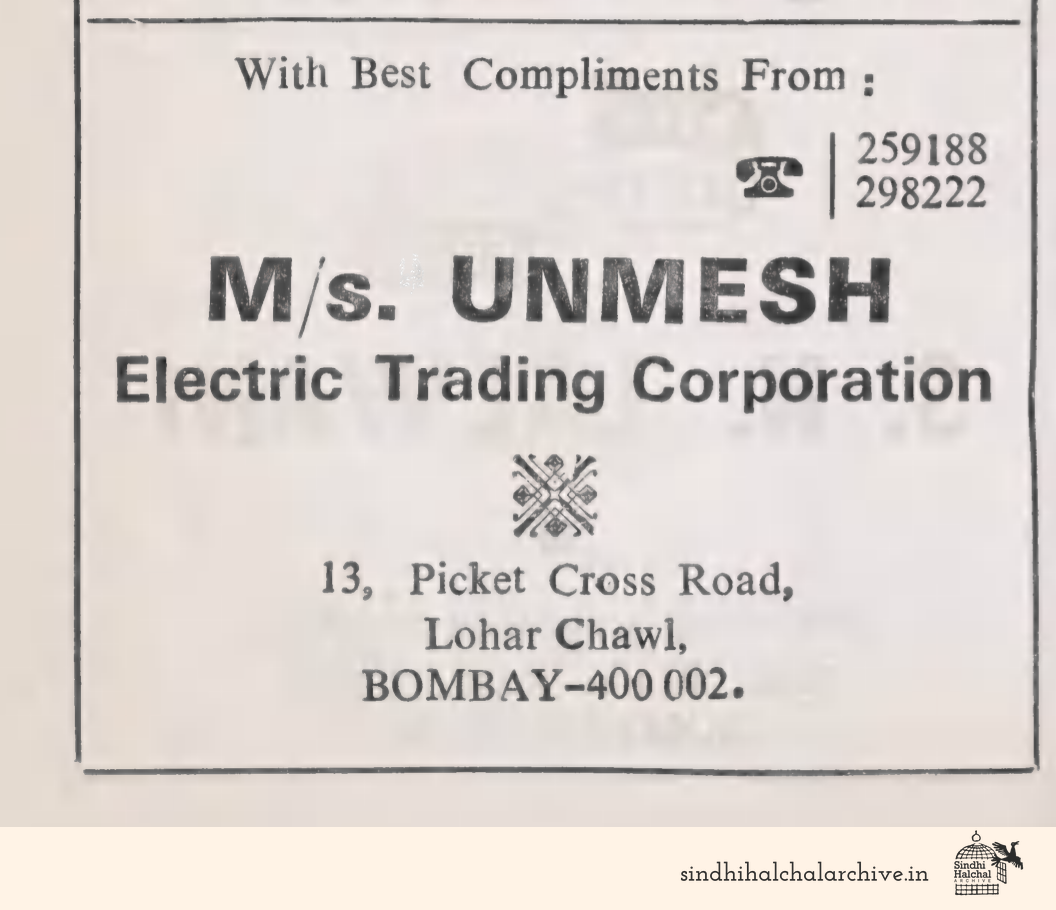 With Best Compliments From :
259188
298222
M/s. UNMESH
Electric Trading Corporation
13, Picket Cross Road,
Lohar Chawl,
BOMBAY-400 002.
sindhihalchalarchive.in
Sindhi
Halchal
ARCHIVE